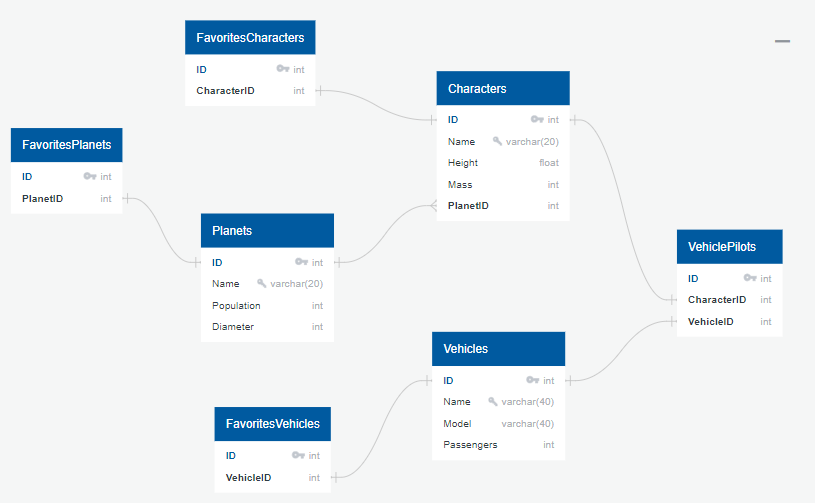 FavoritesCharacters
ID int
CharacterID int
Characters
ID int
Name varchar(20)
Height float
Mass int
PlanetID int
FavoritesPlanets
ID int
PlanetID int
Planets
ID int
Name varchar(20)
Population int
Diameter int
VehiclePilots
ID int
CharacterID int
VehicleID int
Vehicles
ID int
Name varchar(40)
Model varchar(40)
Passengers int
FavoritesVehicles
ID int
VehicleID int